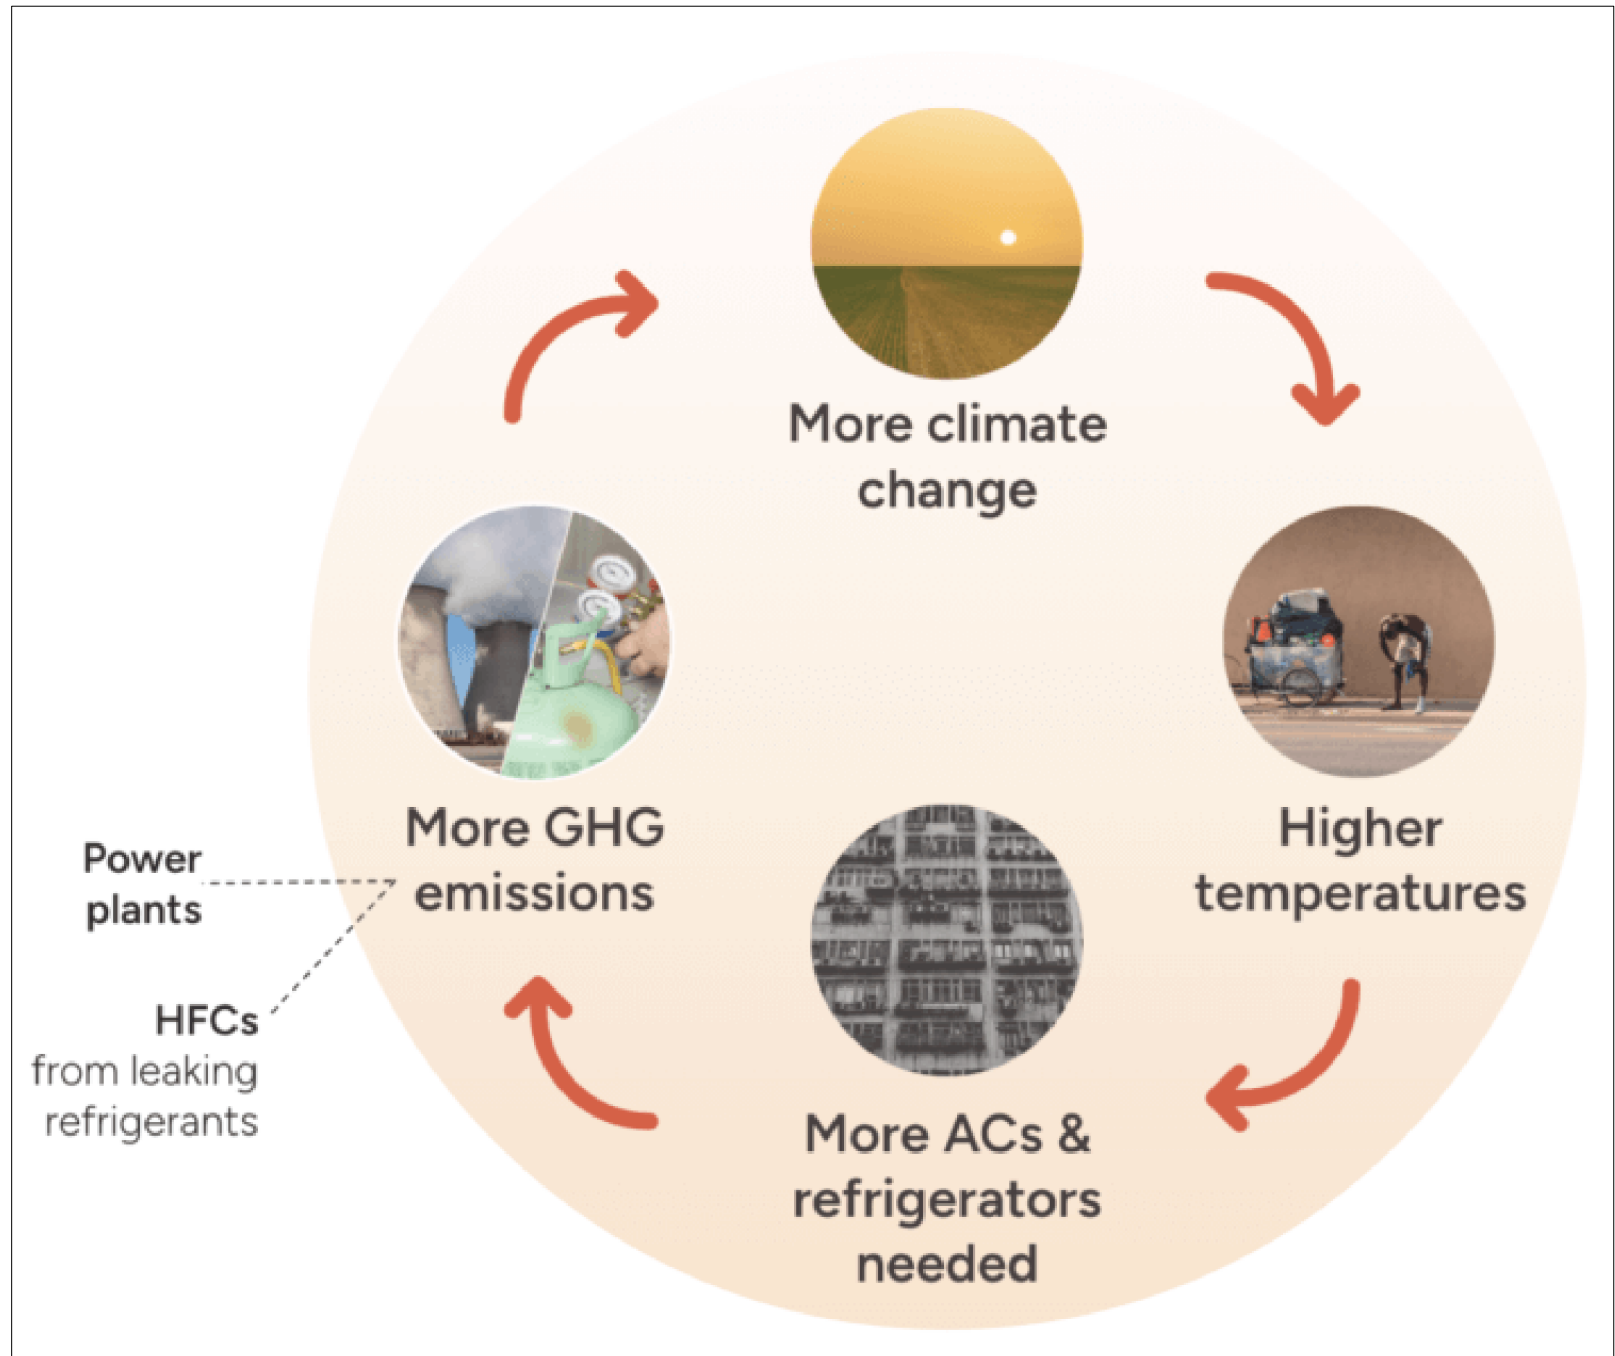 More climate
change
Higher
temperatures
More ACs &
refrigerators
needed
More GHG
emissions
Power
plants
HFCs
from leaking
refrigerants